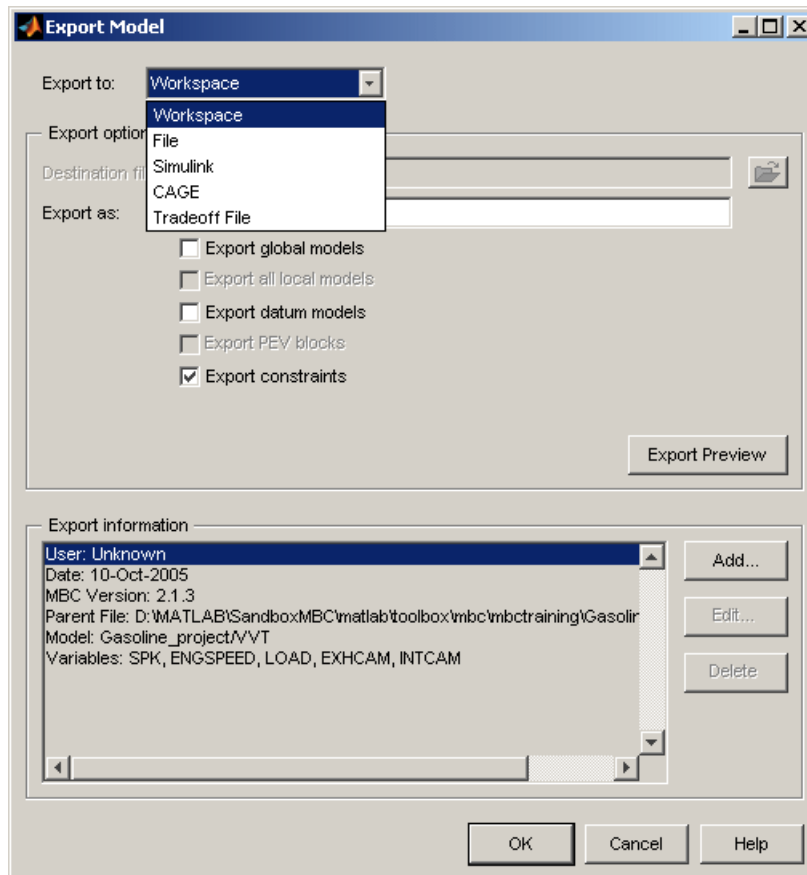 Export Model
Export to: Workspace
Workspace
Export option
File
Destination fil
Simulink
CAGE
Export as:
Tradeoff File
Export global models
Export all local models
Export datum models
Export PEV blocks
Export constraints
Export Preview
Export information
User: Unknown
Date: 10-Oct-2005
MBC Version: 2.1.3
Parent File: D:\MATLAB\SandboxMBC\matlab\toolbox\mbc\mbctraining\Gasolin
Model: Gasoline_project/VVT
Variables: SPK, ENGSPEED, LOAD, EXHCAM, INTCAM
Add...
Edit...
Delete
OK Cancel Help